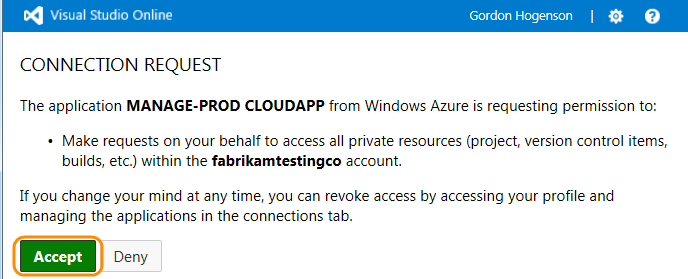 Visual Studio Online Gordon Hogenson | ?
CONNECTION REQUEST
The application MANAGE-PROD CLOUDAPP from Windows Azure is requesting permission to:
• Make requests on your behalf to access all private resources (project, version control items,
builds, etc.) within the fabrikamtestingco account.
If you change your mind at any time, you can revoke access by accessing your profile and
managing the applications in the connections tab.
Accept Deny